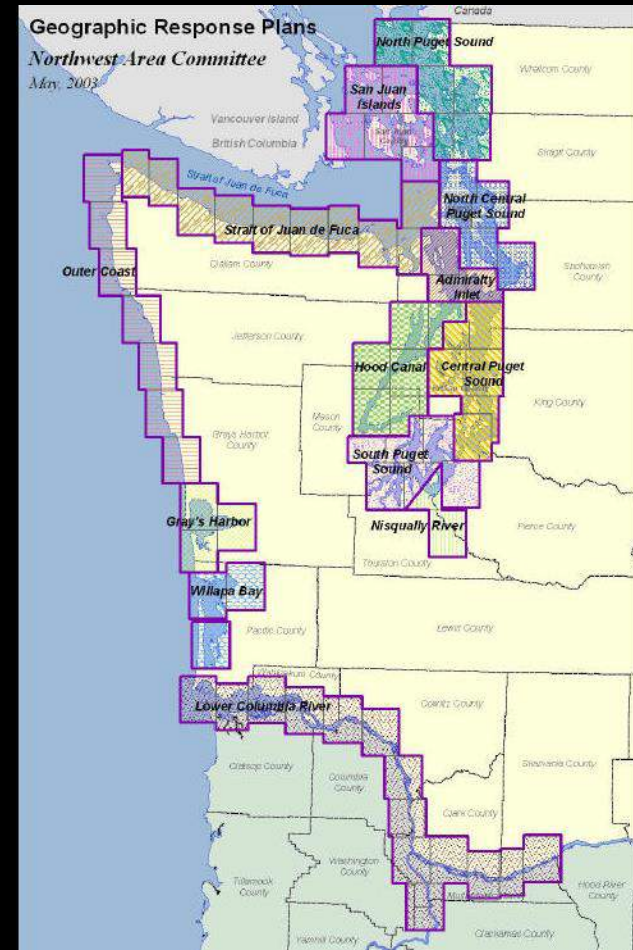 Canada
Geographic Response Plans
North Puget Sound
Northwest Area Committee
Whatcom County
May, 2003
San Juan
Islands
Vancouver Island
San Juan
County
British Columbia
Skagit County
Strait of Juan de Fuca
North Central
Puget Sound
Strait of Juan de Fuca
Clallam County
Outer Coast
Snohomish
County
Admiralty
Inlet
Jefferson County
Hood Canal
Central Puget
Sound
King County
Mason
County
Grays Harbor
County
South Puget
Sound
Gray's Harbor
Nisqually River
Pierce County
Thurston County
Willapa Bay
Pacific County
Lewis County
Wahkiakum County
Lower Columbia River
Cowlitz County
Clatsop County
Columbia
County
Skamania County
Clark County
Washington
County
Tillamook
County
Hood River
County
Clackamas County
Yamhill County